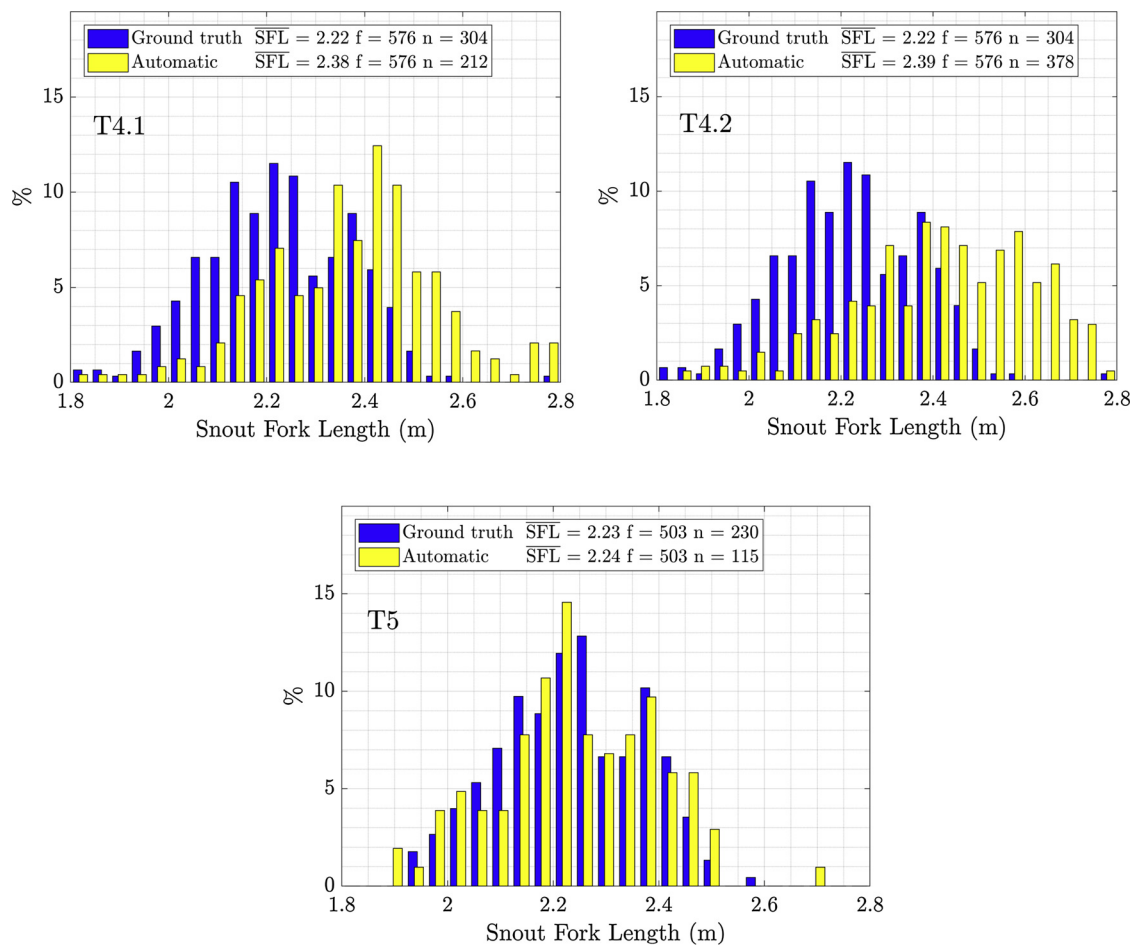 Ground truth SFL = 2.22 f = 576 n = 304
Automatic SFL = 2.38 f = 576 n = 212
15
T4.1
%
10
5
0
1.8 2 2.2 2.4 2.6 2.8
Snout Fork Length (m)
Ground truth SFL = 2.22 f = 576 n = 304
Automatic SFL = 2.39 f = 576 n = 378
15
T4.2
%
10
5
0
1.8 2 2.2 2.4 2.6 2.8
Snout Fork Length (m)
Ground truth SFL = 2.23 f = 503 n = 230
Automatic SFL = 2.24 f = 503 n = 115
15
T5
%
10
5
0
1.8 2 2.2 2.4 2.6 2.8
Snout Fork Length (m)